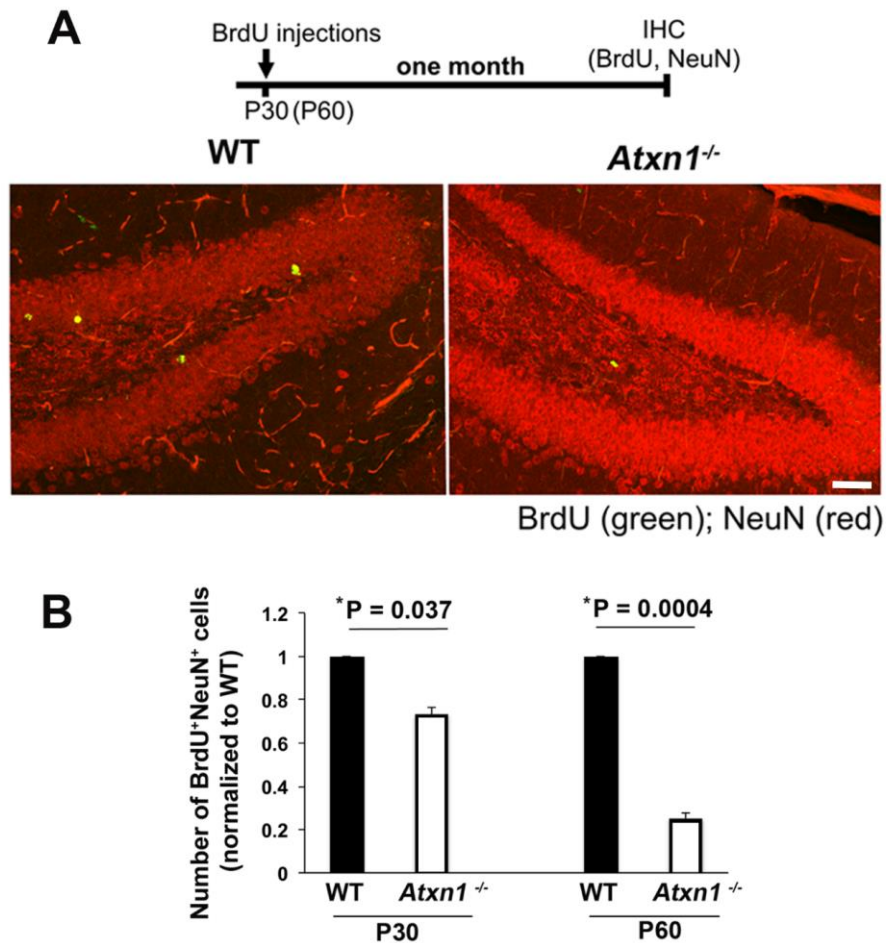 A
BrdU injections
IHC
(BrdU, NeuN)
one month
P30 (P60)
WT
Atxn1-/-
BrdU (green); NeuN (red)
B
Number of BrdU+NeuN+ cells
(normalized to WT)
1.2
1
0.8
0.6
0.4
0.2
0
*P = 0.037
*P = 0.0004
WT
Atxn1 -/-
WT
Atxn1 -/-
P30
P60